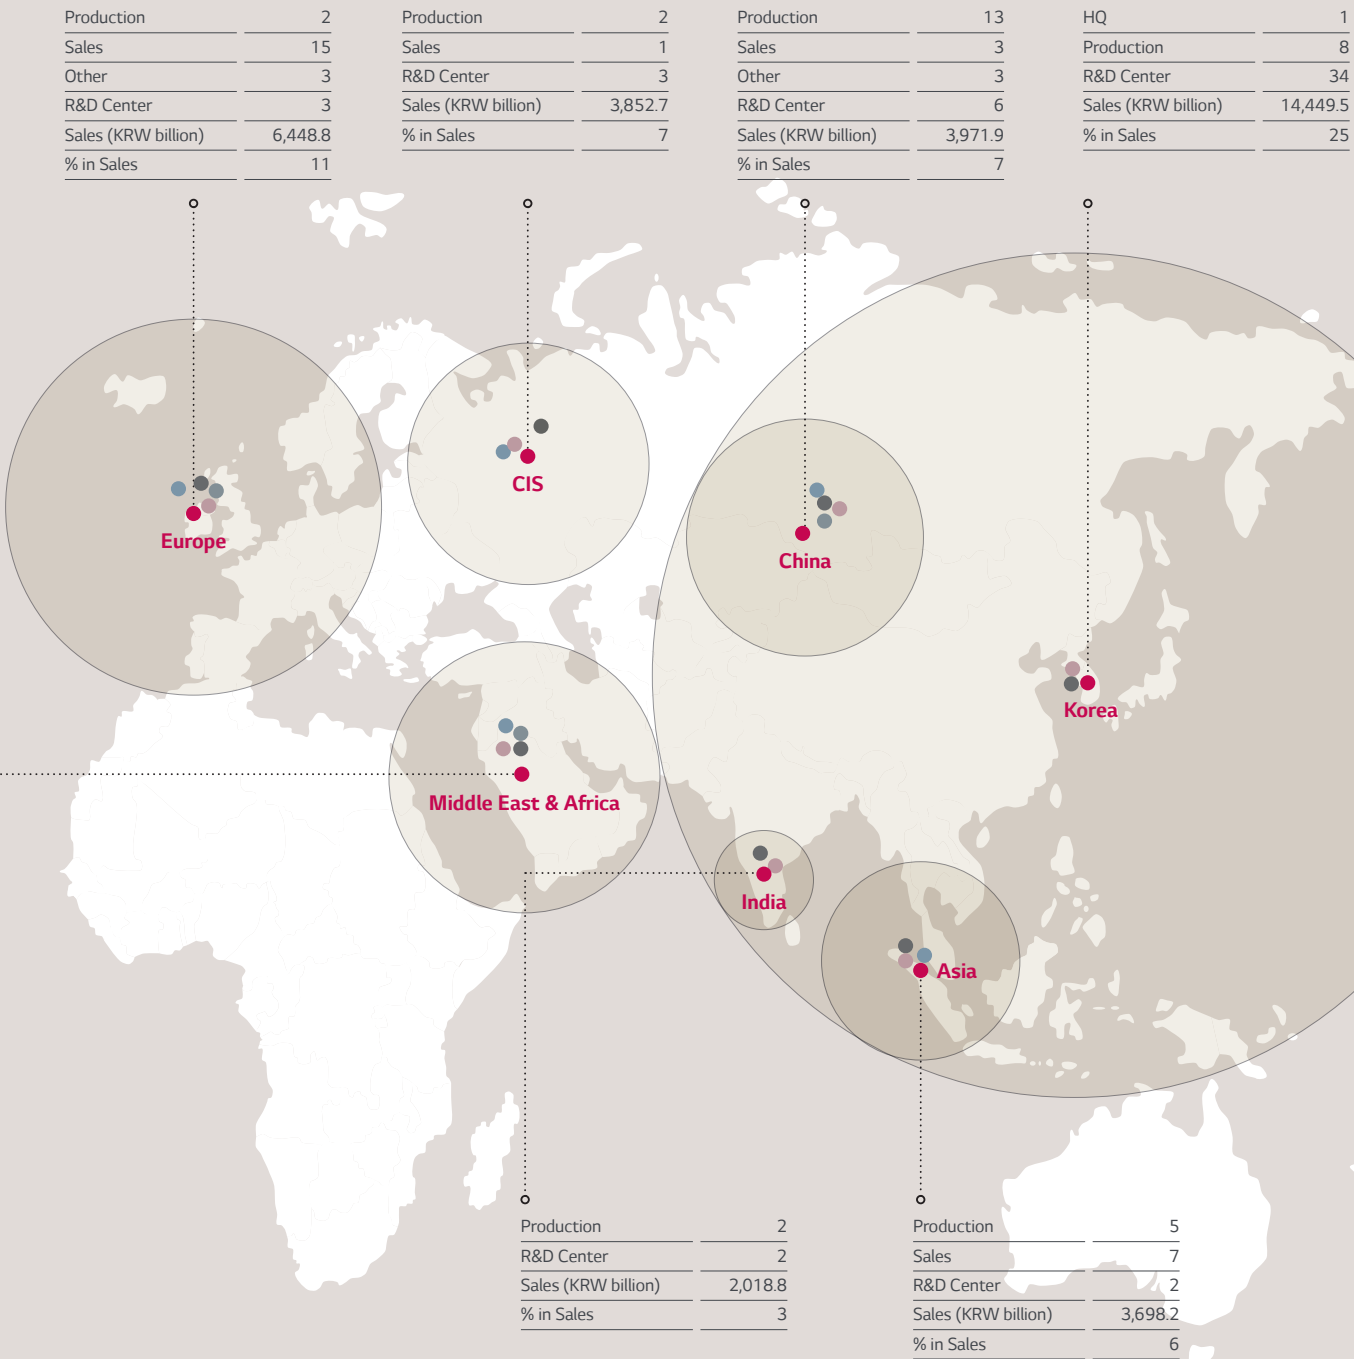 Production 2
Sales 15
Other 3
R&D Center 3
Sales (KRW billion) 6,448.8
% in Sales 11
Production 2
Sales 1
R&D Center 3
Sales (KRW billion) 3,852.7
% in Sales 7
Production 13
Sales 3
Other 3
R&D Center 6
Sales (KRW billion) 3,971.9
% in Sales 7
HQ 1
Production 8
R&D Center 34
Sales (KRW billion) 14,449.5
% in Sales 25
CIS
Europe
China
Korea
Middle East & Africa
India
Asia
Production 2
R&D Center 2
Sales (KRW billion) 2,018.8
% in Sales 3
Production 5
Sales 7
R&D Center 2
Sales (KRW billion) 3,698.2
% in Sales 6